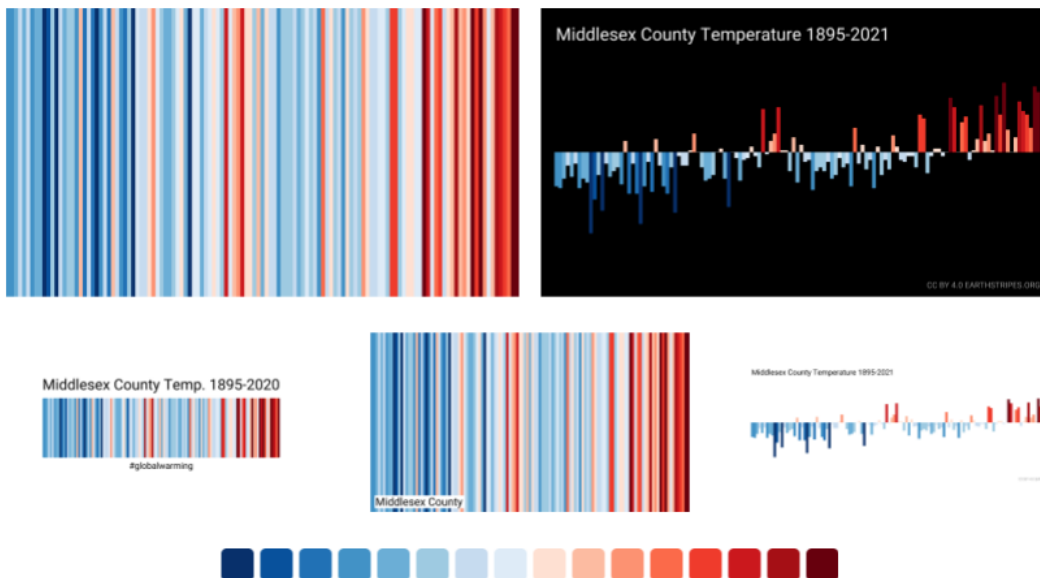 Middlesex County Temperature 1895-2021
CC BY 4.0 EARTHSTRIPES.ORG
Middlesex County Temp. 1895-2020
#globalwarming
Middlesex County
Middlesex County Temperature 1895-2021